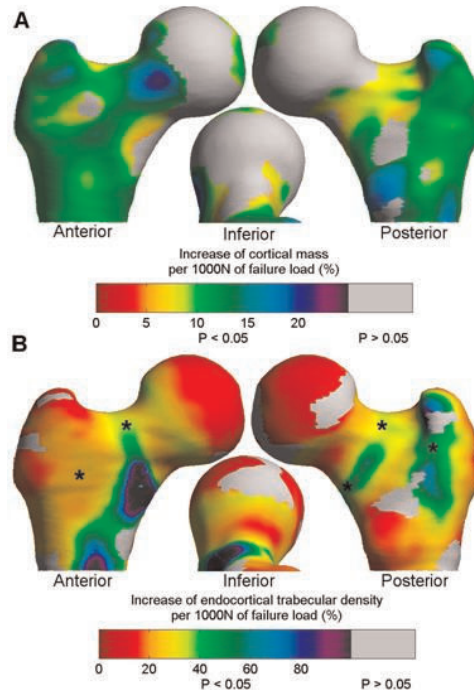 A
Anterior Inferior Posterior
Increase of cortical mass
per 1000N of failure load (%)
0 5 10 15 20
P < 0.05 P > 0.05
B
* * * * *
Anterior Inferior Posterior
Increase of endocortical trabecular density
per 1000N of failure load (%)
0 20 40 60 80
P < 0.05 P > 0.05